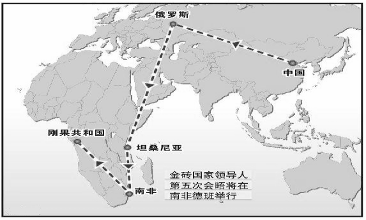 俄罗斯
中国
刚果共和国
坦桑尼亚
南非
金砖国家领导人
第五次会晤将在
南非德班举行